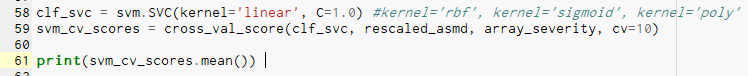 58 clf_svc = svm.SVC(kernel='linear', C=1.0) #kernel='rbf', kernel='sigmoid', kernel='poly'
59 svm_cv_scores = cross_val_score(clf_svc, rescaled_asmd, array_severity, cv=10)
60
61 print(svm_cv_scores.mean())